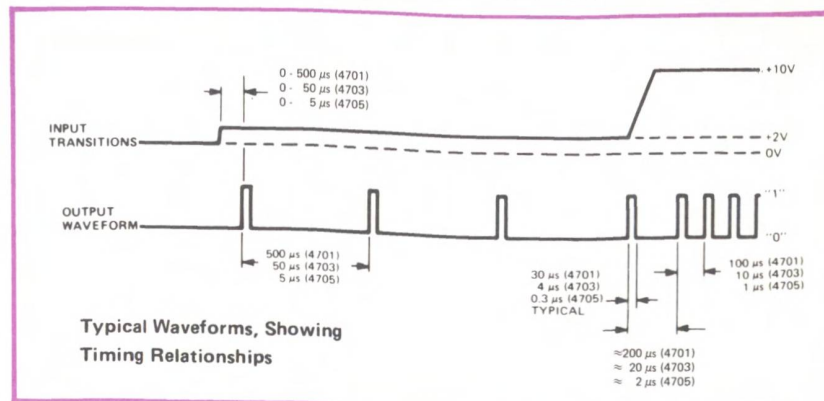 0 - 500 µs (4701)
0 - 50 µs (4703)
0 - 5 µs (4705)
+10V
INPUT
TRANSITIONS
+2V
0V
OUTPUT
WAVEFORM
"1"
"0"
500 µs (4701)
50 µs (4703)
5 µs (4705)
30 µs (4701)
4 µs (4703)
0.3 µs (4705)
TYPICAL
100 µs (4701)
10 µs (4703)
1 µs (4705)
≈200 µs (4701)
≈ 20 µs (4703)
≈ 2 µs (4705)
Typical Waveforms, Showing
Timing Relationships